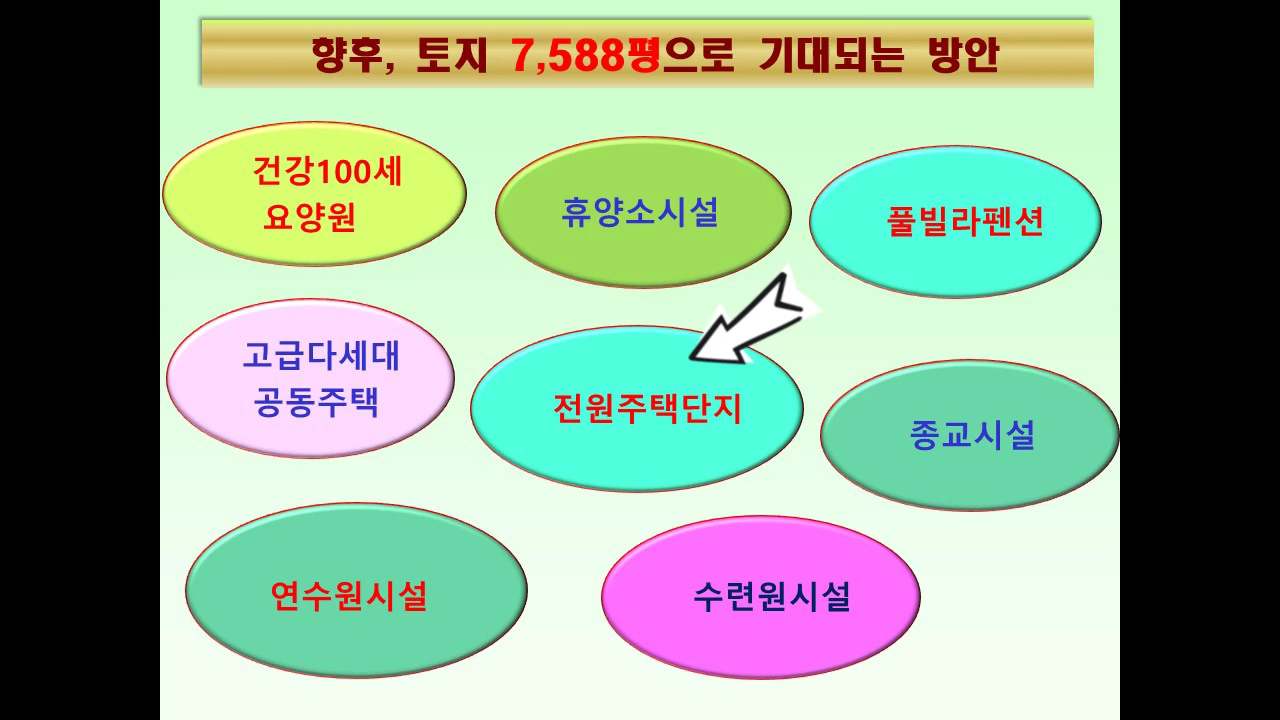 향후, 토지 7,588평으로 기대되는 방안
건강100세
요양원
휴양소시설
풀빌라펜션
고급다세대
공동주택
전원주택단지
종교시설
연수원시설
수련원시설